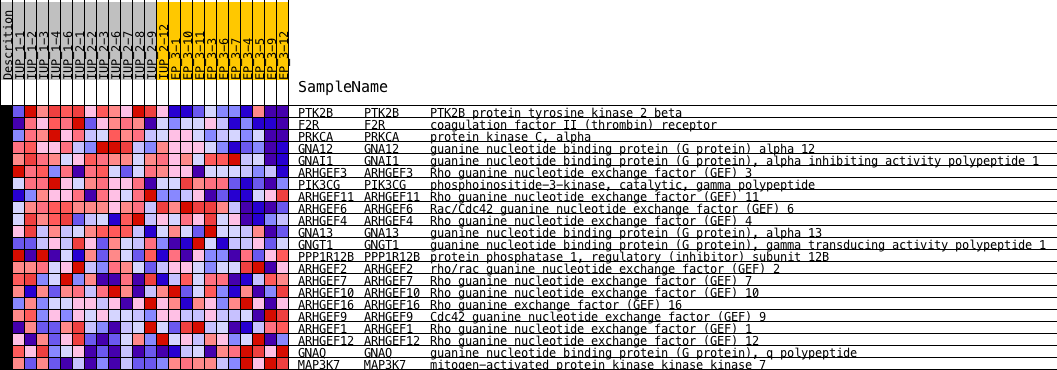 Descrition
IUP_1-1
IUP_1-2
IUP_1-3
IUP_1-4
IUP_1-6
IUP_2-1
IUP_2-2
IUP_2-3
IUP_2-6
IUP_2-7
IUP_2-8
IUP_2-9
IUP_2-12
EP_3-1
EP_3-10
EP_3-11
EP_3-3
EP_3-6
EP_3-7
EP_3-4
EP_3-5
EP_3-9
EP_3-12
SampleName
PTK2B PTK2B PTK2B protein tyrosine kinase 2 beta
F2R F2R coagulation factor II (thrombin) receptor
PRKCA PRKCA protein kinase C, alpha
GNA12 GNA12 guanine nucleotide binding protein (G protein) alpha 12
GNAI1 GNAI1 guanine nucleotide binding protein (G protein), alpha inhibiting activity polypeptide 1
ARHGEF3 ARHGEF3 Rho guanine nucleotide exchange factor (GEF) 3
PIK3CG PIK3CG phosphoinositide-3-kinase, catalytic, gamma polypeptide
ARHGEF11 ARHGEF11 Rho guanine nucleotide exchange factor (GEF) 11
ARHGEF6 ARHGEF6 Rac/Cdc42 guanine nucleotide exchange factor (GEF) 6
ARHGEF4 ARHGEF4 Rho guanine nucleotide exchange factor (GEF) 4
GNA13 GNA13 guanine nucleotide binding protein (G protein), alpha 13
GNGT1 GNGT1 guanine nucleotide binding protein (G protein), gamma transducing activity polypeptide 1
PPP1R12B PPP1R12B protein phosphatase 1, regulatory (inhibitor) subunit 12B
ARHGEF2 ARHGEF2 rho/rac guanine nucleotide exchange factor (GEF) 2
ARHGEF7 ARHGEF7 Rho guanine nucleotide exchange factor (GEF) 7
ARHGEF10 ARHGEF10 Rho guanine nucleotide exchange factor (GEF) 10
ARHGEF16 ARHGEF16 Rho guanine exchange factor (GEF) 16
ARHGEF9 ARHGEF9 Cdc42 guanine nucleotide exchange factor (GEF) 9
ARHGEF1 ARHGEF1 Rho guanine nucleotide exchange factor (GEF) 1
ARHGEF12 ARHGEF12 Rho guanine nucleotide exchange factor (GEF) 12
GNAQ GNAQ guanine nucleotide binding protein (G protein), q polypeptide
MAP3K7 MAP3K7 mitogen-activated protein kinase kinase kinase 7